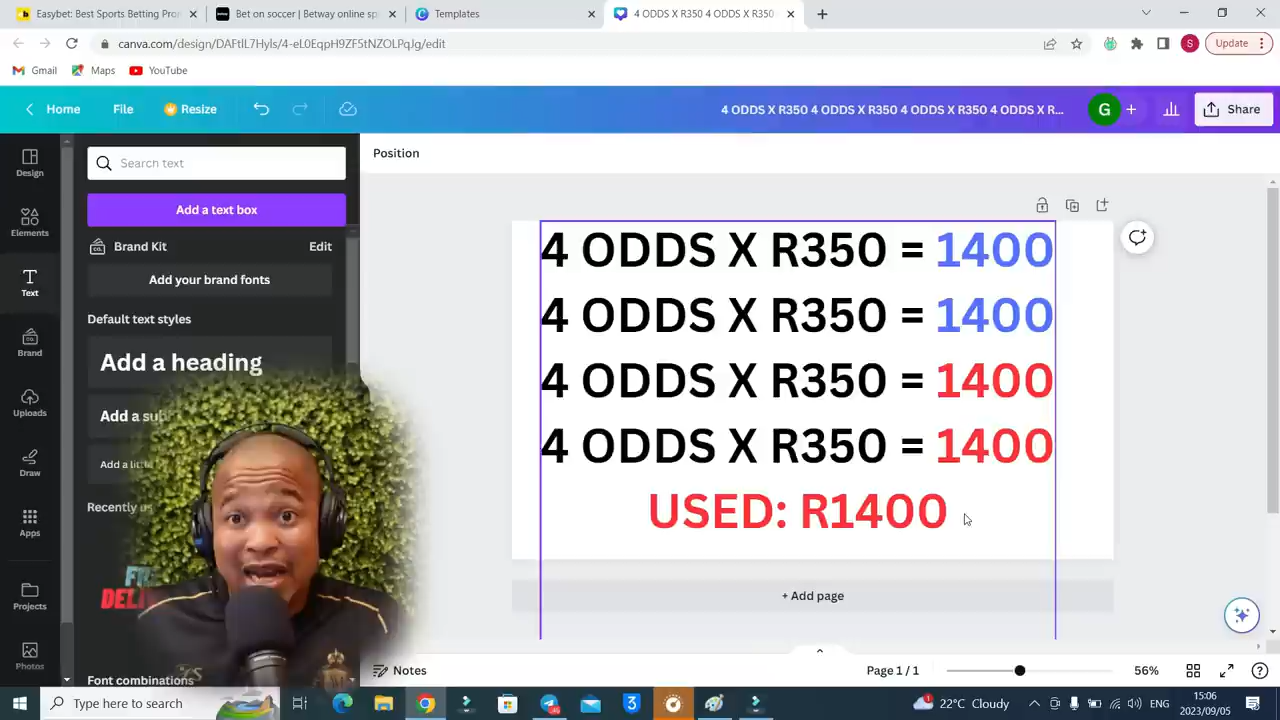 Easybet: Best Sports Betting Pro
Bet on soccer | Betway online sp
Templates
4 ODDS X R350 4 ODDS X R350
canva.com/design/DAFtIL7Hyls/4-eL0EqpH9ZF5tNZOLPqJg/edit
Update
Gmail
Maps
YouTube
Home
File
Resize
4 ODDS X R350 4 ODDS X R350 4 ODDS X R350 4 ODDS X R...
G
Share
Position
Design
Elements
Text
Brand
Uploads
Draw
Apps
Projects
Photos
Search text
Add a text box
Brand Kit
Edit
Add your brand fonts
Default text styles
Add a heading
Add a sub
Add a litt
Recently us
Font combinations
4 ODDS X R350 = 1400
4 ODDS X R350 = 1400
4 ODDS X R350 = 1400
4 ODDS X R350 = 1400
USED: R1400
+ Add page
Notes
Page 1 / 1
56%
Type here to search
22°C Cloudy
15:06
2023/09/05